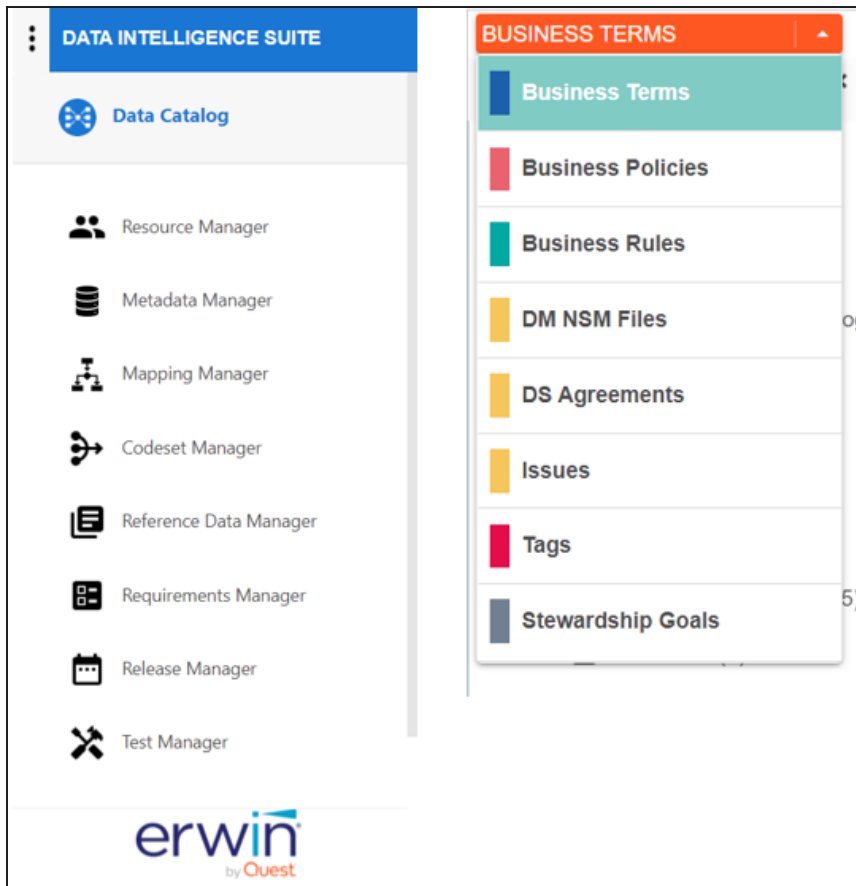 DATA INTELLIGENCE SUITE
Data Catalog
Resource Manager
Metadata Manager
Mapping Manager
Codeset Manager
Reference Data Manager
Requirements Manager
Release Manager
Test Manager
erwin
by Quest
BUSINESS TERMS
Business Terms
Business Policies
Business Rules
DM NSM Files
DS Agreements
Issues
Tags
Stewardship Goals
5)